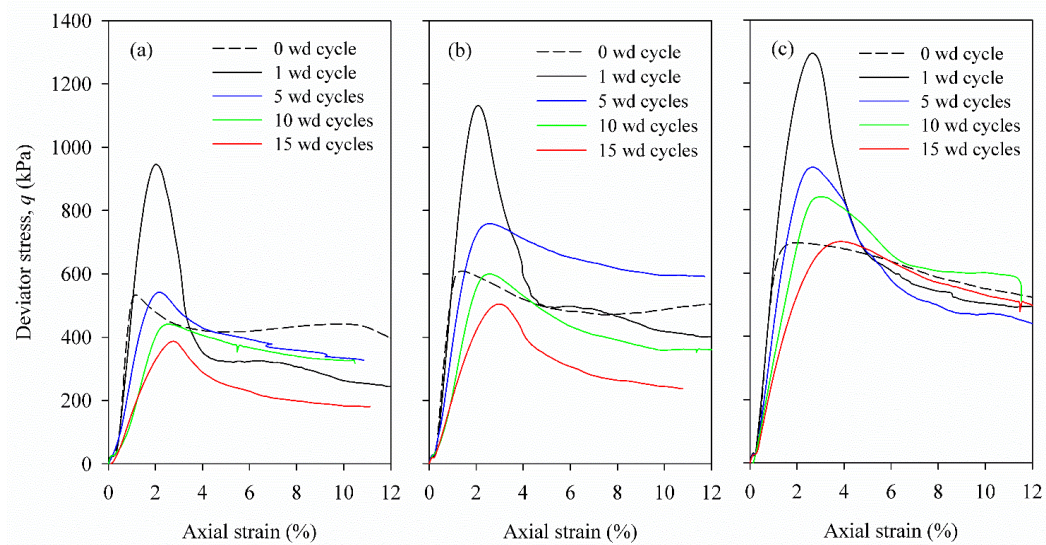 1400
1200
1000
800
600
400
200
0
Deviator stress, q (kPa)
(a)
0 wd cycle
1 wd cycle
5 wd cycles
10 wd cycles
15 wd cycles
0 2 4 6 8 10 12
Axial strain (%)
(b)
0 wd cycle
1 wd cycle
5 wd cycles
10 wd cycles
15 wd cycles
0 2 4 6 8 10 12
Axial strain (%)
(c)
0 wd cycle
1 wd cycle
5 wd cycles
10 wd cycles
15 wd cycles
0 2 4 6 8 10 12
Axial strain (%)